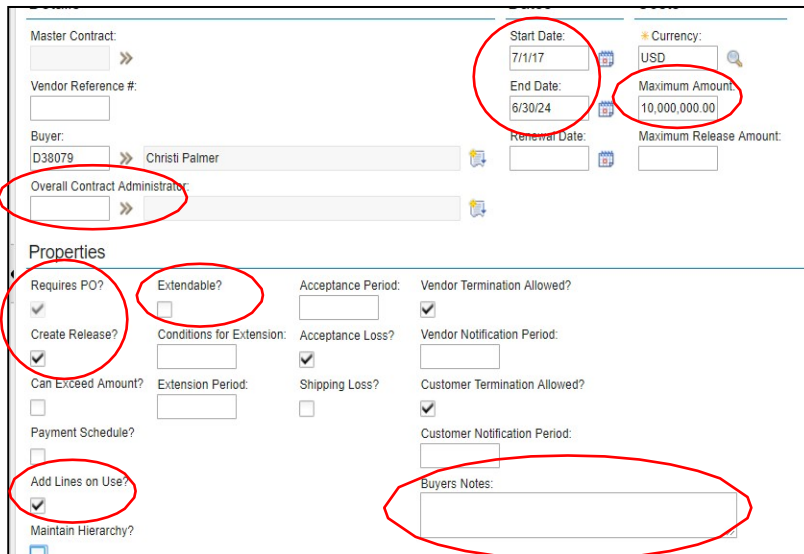 Details
Dates
Costs
Master Contract:
Start Date:
Currency:
7/1/17
USD
Vendor Reference #:
End Date:
Maximum Amount:
6/30/24
10,000,000.00
Buyer:
Renewal Date:
Maximum Release Amount:
D38079
Christi Palmer
Overall Contract Administrator:
Properties
Requires PO?
Extendable?
Acceptance Period:
Vendor Termination Allowed?
Create Release?
Conditions for Extension:
Acceptance Loss?
Vendor Notification Period:
Can Exceed Amount?
Extension Period:
Shipping Loss?
Customer Termination Allowed?
Payment Schedule?
Customer Notification Period:
Add Lines on Use?
Buyers Notes:
Maintain Hierarchy?